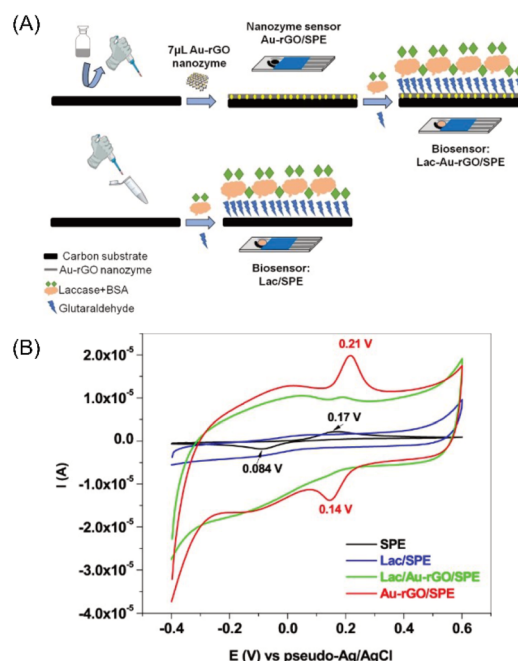 (A)
7µL Au-rGO
nanozyme
Nanozyme sensor
Au-rGO/SPE
Biosensor:
Lac-Au-rGO/SPE
Biosensor:
Lac/SPE
Carbon substrate
Au-rGO nanozyme
Laccase+BSA
Glutaraldehyde
(B)
I (A)
2.0x10⁻⁵
1.0x10⁻⁵
0.0
-1.0x10⁻⁵
-2.0x10⁻⁵
-3.0x10⁻⁵
-4.0x10⁻⁵
0.21 V
0.17 V
0.084 V
0.14 V
SPE
Lac/SPE
Lac/Au-rGO/SPE
Au-rGO/SPE
-0.4 -0.2 0.0 0.2 0.4 0.6
E (V) vs pseudo-Ag/AgCl